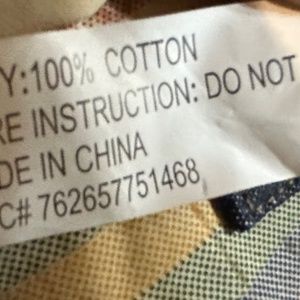 Y:100% COTTON
RE INSTRUCTION: DO NOT
DE IN CHINA
C# 762657751468